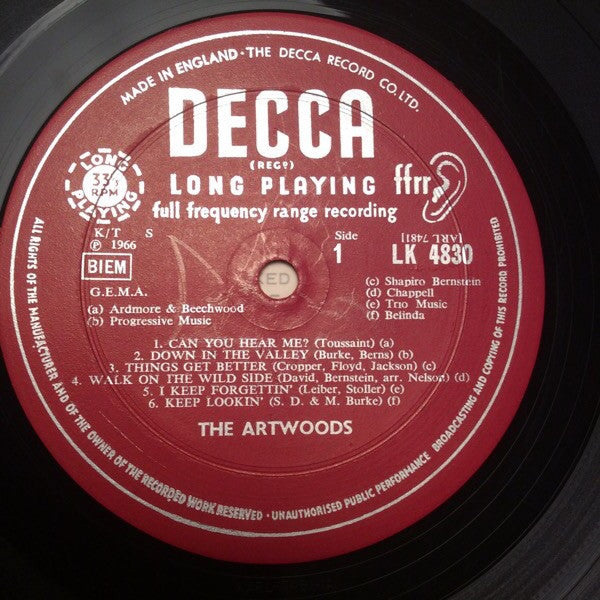 MADE IN ENGLAND · THE DECCA RECORD CO. LTD.
DECCA
(REGD)
LONG PLAYING
33⅓
RPM
LONG PLAYING ffrr
full frequency range recording
K/T S
℗ 1966
BIEM
Side
1
[ARL 7481]
LK 4830
G.E.M.A.
(a) Ardmore & Beechwood
(b) Progressive Music
(c) Shapiro Bernstein
(d) Chappell
(e) Trio Music
(f) Belinda
ED
1. CAN YOU HEAR ME? (Toussaint) (a)
2. DOWN IN THE VALLEY (Burke, Berns) (b)
3. THINGS GET BETTER (Cropper, Floyd, Jackson) (c)
4. WALK ON THE WILD SIDE (David, Bernstein, arr. Nelson) (d)
5. I KEEP FORGETTIN' (Leiber, Stoller) (e)
6. KEEP LOOKIN' (S. D. & M. Burke) (f)
THE ARTWOODS
ALL RIGHTS OF THE MANUFACTURER AND OF THE OWNER OF THE RECORDED WORK RESERVED · UNAUTHORISED PUBLIC PERFORMANCE BROADCASTING AND COPYING OF THIS RECORD PROHIBITED